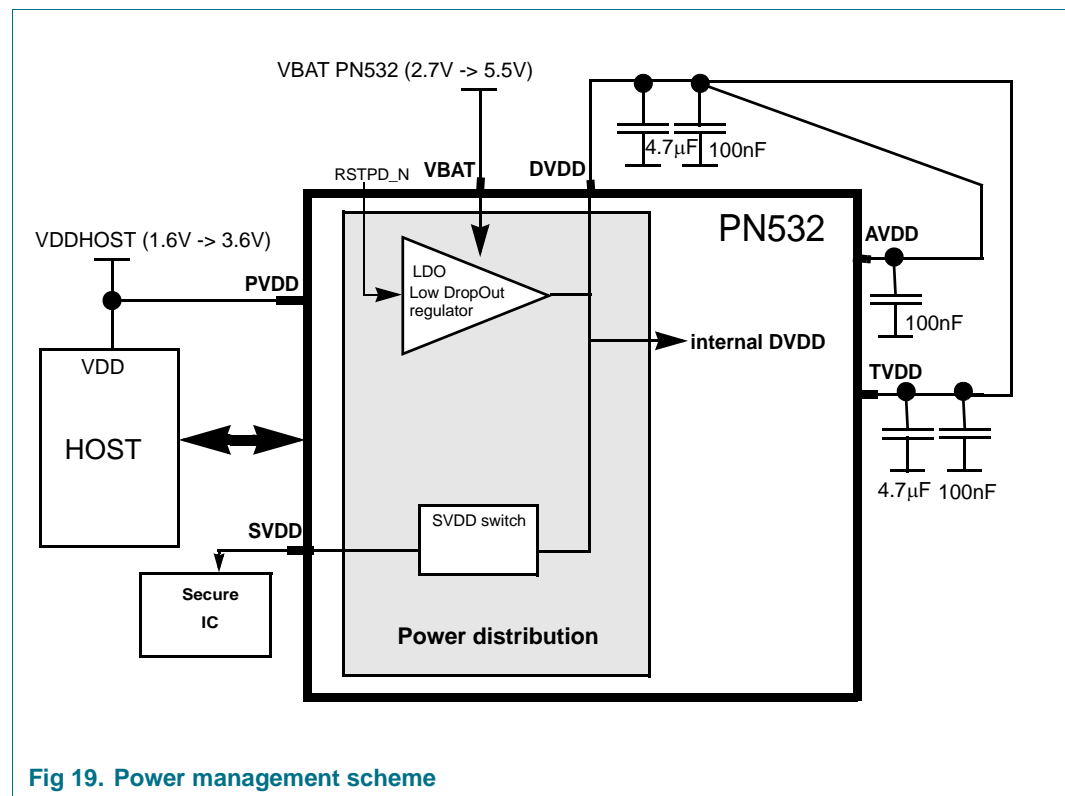 VBAT PN532 (2.7V -> 5.5V)
4.7μF
100nF
RSTPD_N
VBAT
DVDD
PN532
VDDHOST (1.6V -> 3.6V)
AVDD
PVDD
LDO
Low DropOut
regulator
100nF
internal DVDD
VDD
TVDD
HOST
4.7μF
100nF
SVDD
SVDD switch
Secure
IC
Power distribution
Fig 19. Power management scheme